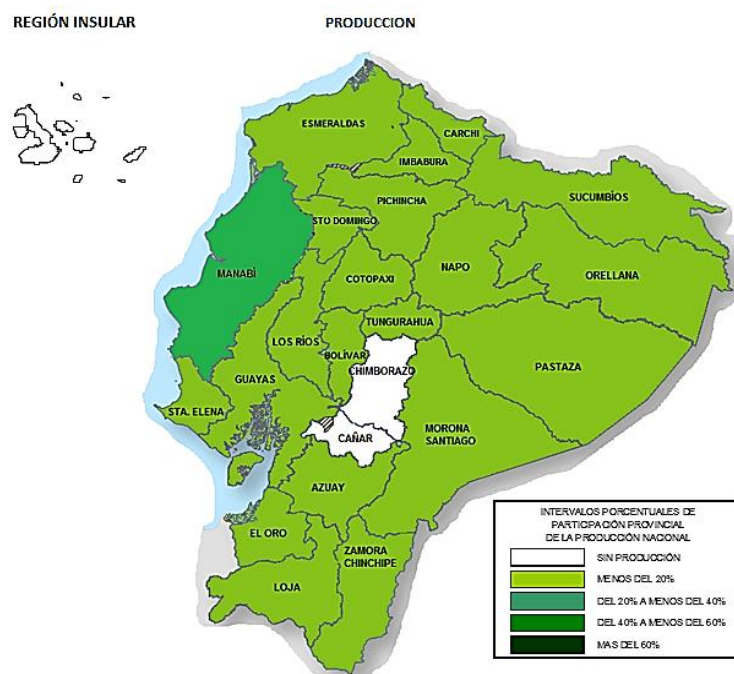 REGIÓN INSULAR
PRODUCCION
ESMERALDAS
CARCHI
IMBABURA
SUCUMBÍOS
PICHINCHA
STO DOMINGO
MANABÌ
COTOPAXI
NAPO
ORELLANA
TUNGURAHUA
LOS RÍOS
BOLÍVAR
CHIMBORAZO
PASTAZA
GUAYAS
STA. ELENA
MORONA
SANTIAGO
CAÑAR
AZUAY
EL ORO
ZAMORA
CHINCHIPE
LOJA
INTERVALOS PORCENTUALES DE
PARTICIPACIÓN PROVINCIAL
DE LA PRODUCCIÓN NACIONAL
SIN PRODUCCIÓN
MENOS DEL 20%
DEL 20% A MENOS DEL 40%
DEL 40% A MENOS DEL 60%
MAS DEL 60%